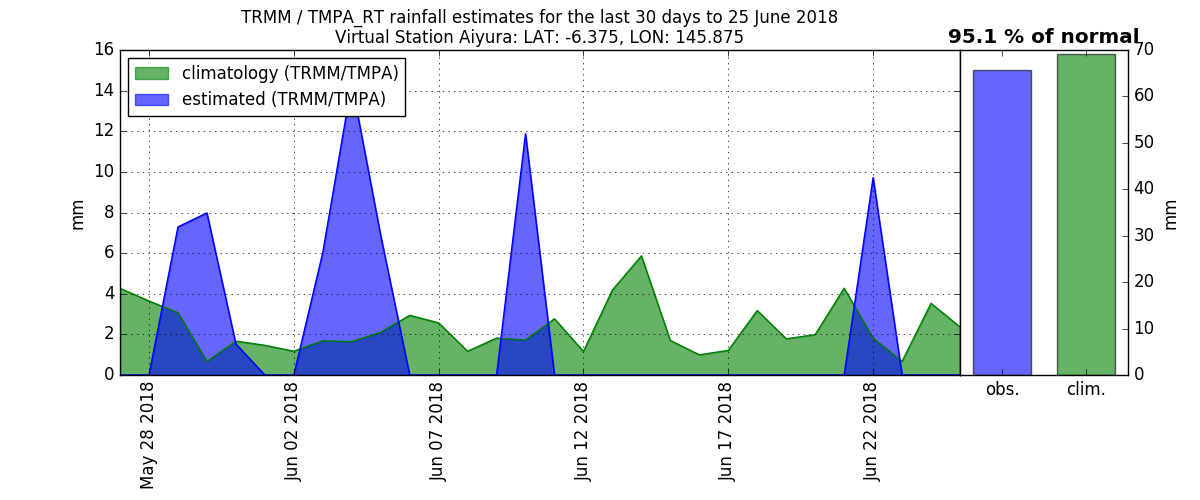 TRMM / TMPA_RT rainfall estimates for the last 30 days to 25 June 2018
Virtual Station Aiyura: LAT: -6.375, LON: 145.875
95.1 % of normal
climatology (TRMM/TMPA)
estimated (TRMM/TMPA)
16
14
12
10
8
6
4
2
0
mm
May 28 2018
Jun 02 2018
Jun 07 2018
Jun 12 2018
Jun 17 2018
Jun 22 2018
obs.
clim.
70
60
50
40
30
20
10
0
mm